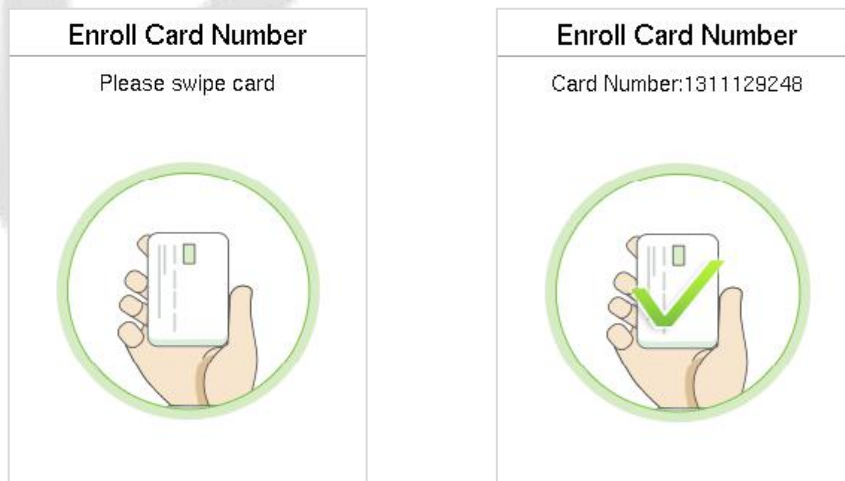 Enroll Card Number
Please swipe card
Enroll Card Number
Card Number:1311129248